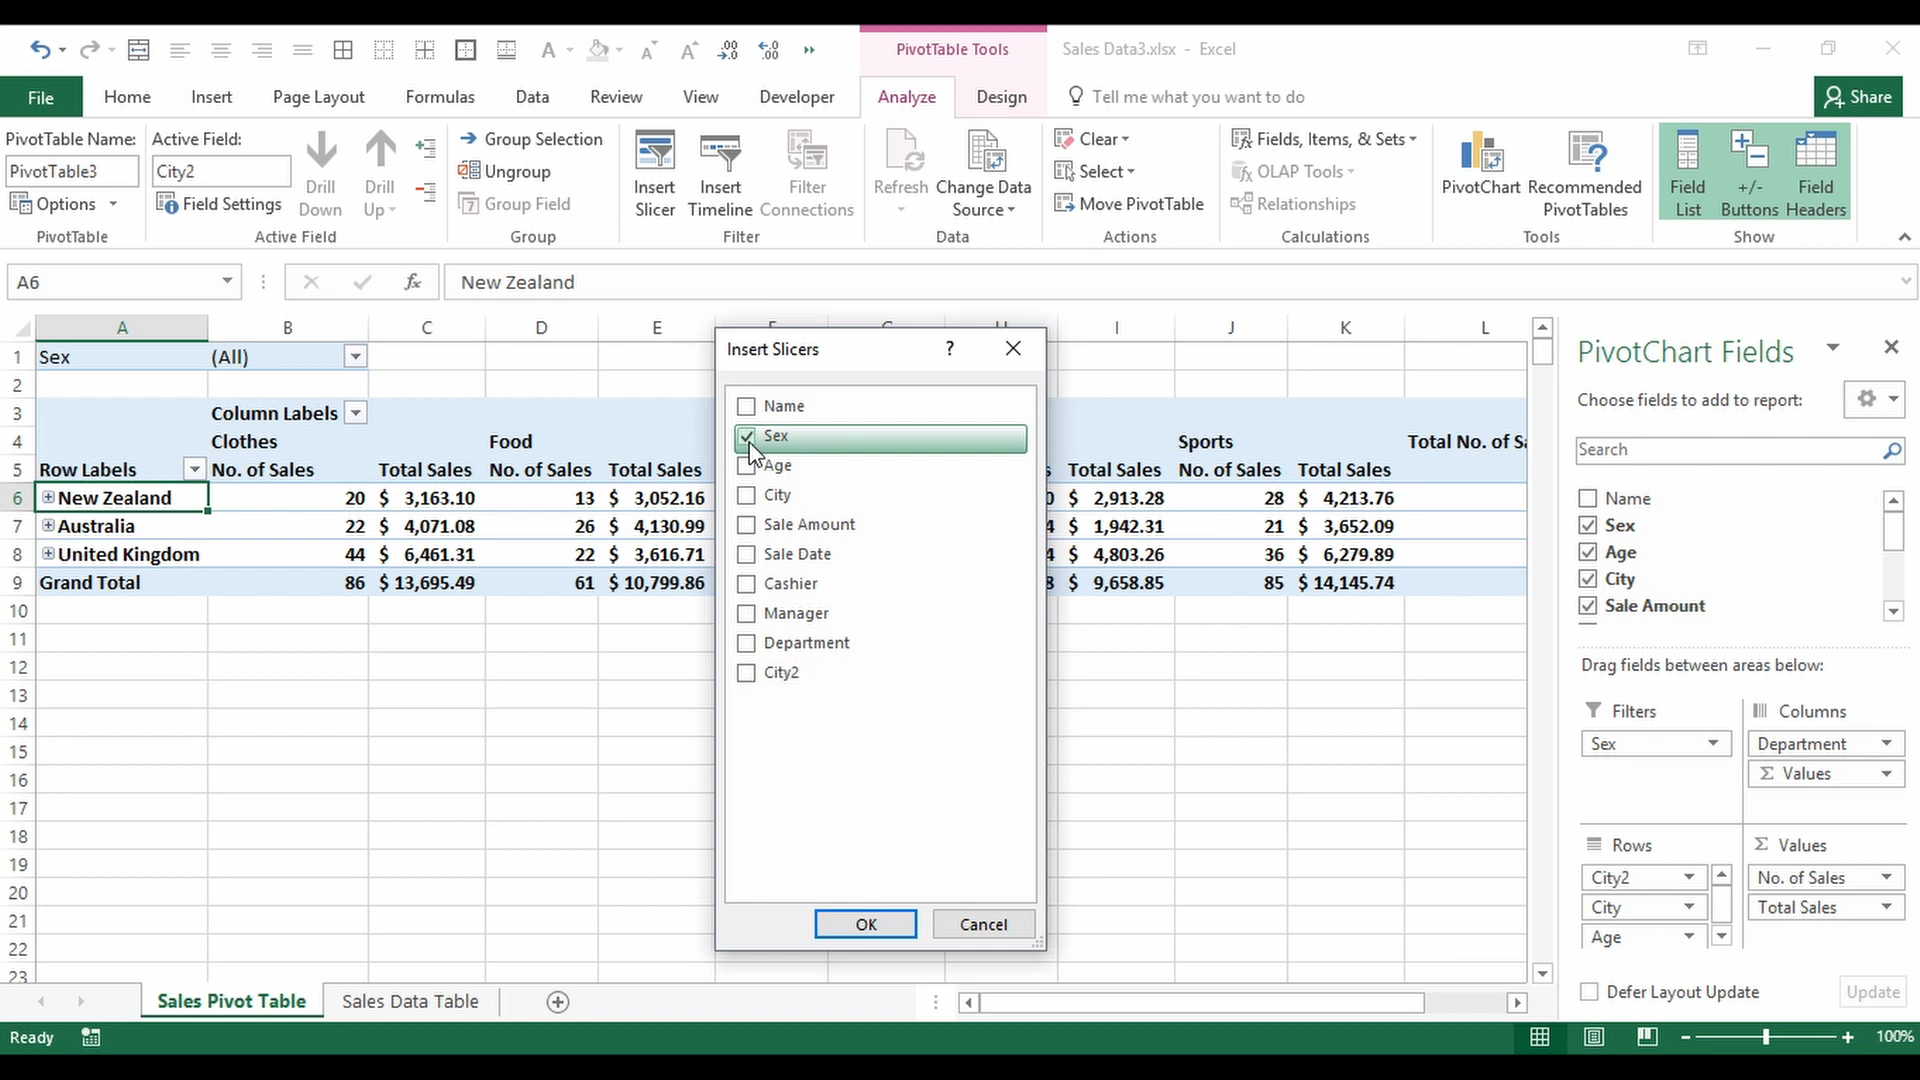 PivotTable Tools
Sales Data3.xlsx - Excel
File Home Insert Page Layout Formulas Data Review View Developer Analyze Design Tell me what you want to do Share
PivotTable Name:
PivotTable3
Options
PivotTable
Active Field:
City2
Field Settings
Drill Down
Drill Up
Active Field
Group Selection
Ungroup
Group Field
Group
Insert Slicer
Insert Timeline
Filter Connections
Filter
Refresh
Change Data Source
Data
Clear
Select
Move PivotTable
Actions
Fields, Items, & Sets
OLAP Tools
Relationships
Calculations
PivotChart
Recommended PivotTables
Tools
Field List
+/- Buttons
Field Headers
Show
A6
fx
New Zealand
A B C D E I J K L
1 Sex (All)
2
3 Column Labels
4 Clothes Food Sports Total No. of Sa
5 Row Labels No. of Sales Total Sales No. of Sales Total Sales Total Sales No. of Sales Total Sales
6 New Zealand 20 $ 3,163.10 13 $ 3,052.16 0 $ 2,913.28 28 $ 4,213.76
7 Australia 22 $ 4,071.08 26 $ 4,130.99 4 $ 1,942.31 21 $ 3,652.09
8 United Kingdom 44 $ 6,461.31 22 $ 3,616.71 4 $ 4,803.26 36 $ 6,279.89
9 Grand Total 86 $ 13,695.49 61 $ 10,799.86 8 $ 9,658.85 85 $ 14,145.74
10
11
12
13
14
15
16
17
18
19
20
21
22
23
Insert Slicers ?
Name
Sex
Age
City
Sale Amount
Sale Date
Cashier
Manager
Department
City2
OK Cancel
PivotChart Fields
Choose fields to add to report:
Search
Name
Sex
Age
City
Sale Amount
Drag fields between areas below:
Filters
Sex
Columns
Department
Σ Values
Rows
City2
City
Age
Σ Values
No. of Sales
Total Sales
Defer Layout Update Update
Sales Pivot Table Sales Data Table
Ready 100%